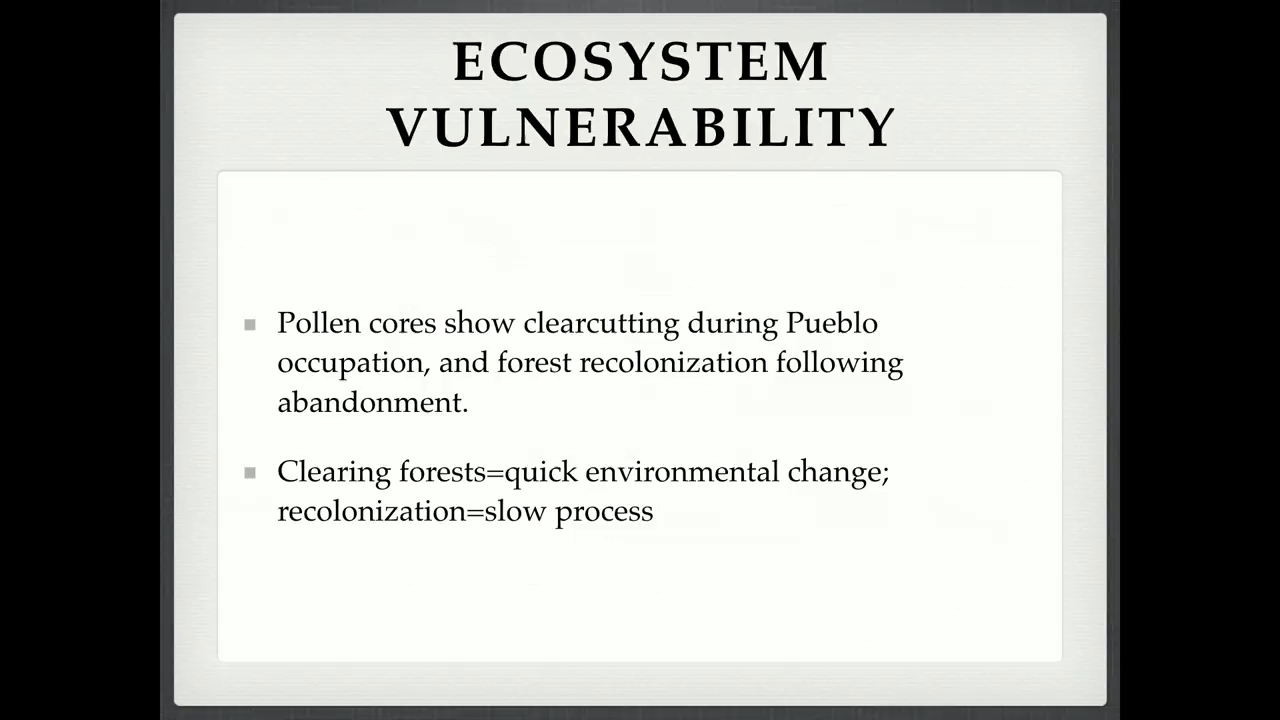 ECOSYSTEM
VULNERABILITY
Pollen cores show clearcutting during Pueblo
occupation, and forest recolonization following
abandonment.
Clearing forests=quick environmental change;
recolonization=slow process